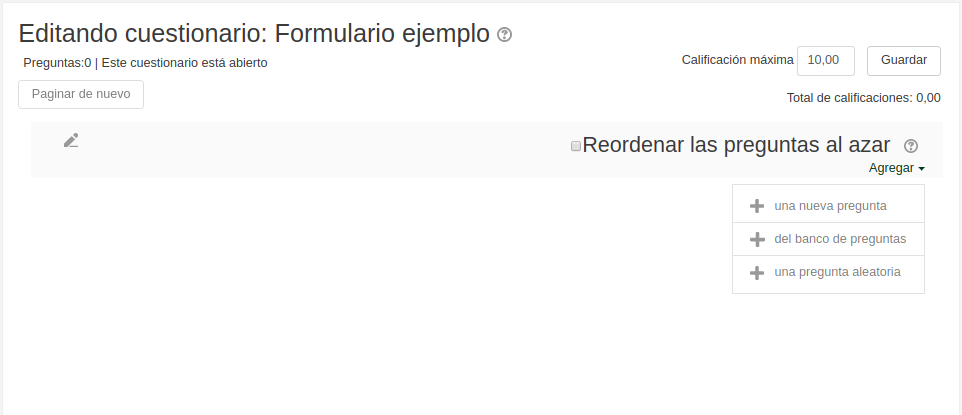 Editando cuestionario: Formulario ejemplo
Preguntas:0 | Este cuestionario está abierto
Calificación máxima 10,00 Guardar
Paginar de nuevo
Total de calificaciones: 0,00
Reordenar las preguntas al azar
Agregar
una nueva pregunta
del banco de preguntas
una pregunta aleatoria